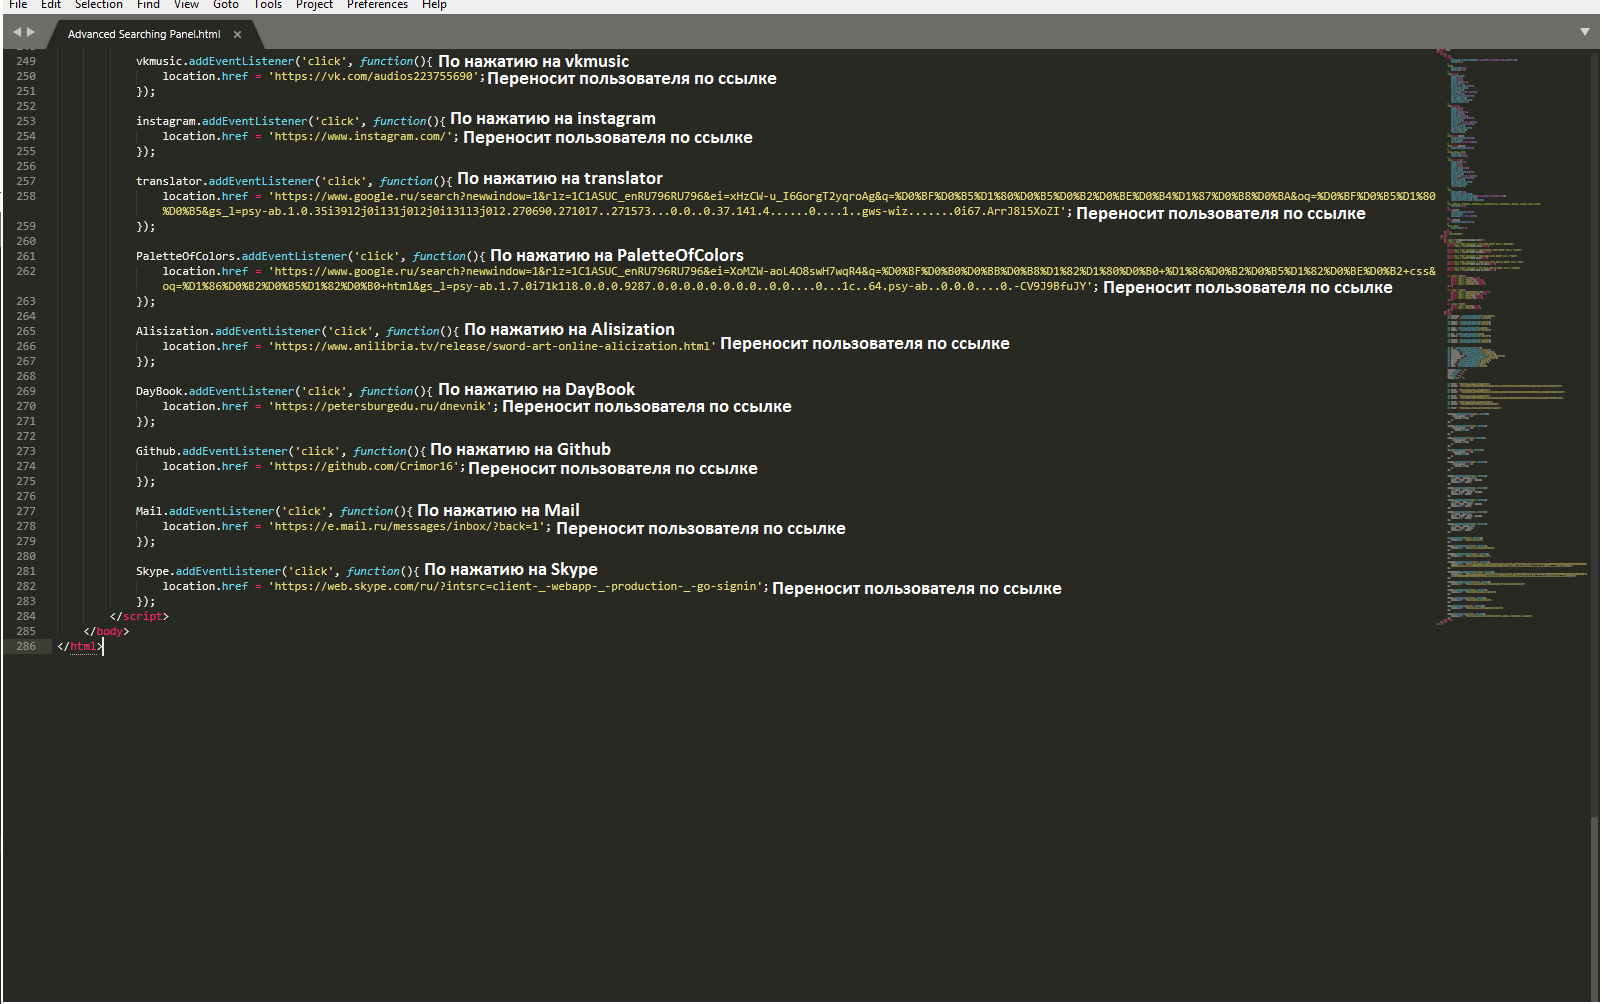 File Edit Selection Find View Goto Tools Project Preferences Help
Advanced Searching Panel.html ×
249 vkmusic.addEventListener('click', function(){ По нажатию на vkmusic
250 location.href = 'https://vk.com/audios223755690'; Переносит пользователя по ссылке
251 });
252
253 instagram.addEventListener('click', function(){ По нажатию на instagram
254 location.href = 'https://www.instagram.com/'; Переносит пользователя по ссылке
255 });
256
257 translator.addEventListener('click', function(){ По нажатию на translator
258 location.href = 'https://www.google.ru/search?newwindow=1&rlz=1C1ASUC_enRU796RU796&ei=xHzCW-u_I6GorgT2yqroAg&q=%D0%BF%D0%B5%D1%80%D0%B5%D0%B2%D0%BE%D0%B4%D1%87%D0%B8%D0%BA&oq=%D0%BF%D0%B5%D1%80
%D0%B5&gs_l=psy-ab.1.0.35i39l2j0i131j0l2j0i131l3j0l2.270690.271017..271573...0.0...0.37.141.4......0....1..gws-wiz.......0i67.ArrJ8l5XoZI'; Переносит пользователя по ссылке
259 });
260
261 PaletteOfColors.addEventListener('click', function(){ По нажатию на PaletteOfColors
262 location.href = 'https://www.google.ru/search?newwindow=1&rlz=1C1ASUC_enRU796RU796&ei=XoMZW-aoL4O8swH7wqR4&q=%D0%BF%D0%B0%D0%BB%D0%B8%D1%82%D1%80%D0%B0+%D1%86%D0%B2%D0%B5%D1%82%D0%BE%D0%B2+css&
oq=%D1%86%D0%B2%D0%B5%D1%82%D0%B0+html&gs_l=psy-ab.1.7.0i71k1l8.0.0.0.9287.0.0.0.0.0.0.0.0..0.0....0...1c..64.psy-ab..0.0.0....0.-CV9J9BfuJY'; Переносит пользователя по ссылке
263 });
264
265 Alisization.addEventListener('click', function(){ По нажатию на Alisization
266 location.href = 'https://www.anilibria.tv/release/sword-art-online-alicization.html' Переносит пользователя по ссылке
267 });
268
269 DayBook.addEventListener('click', function(){ По нажатию на DayBook
270 location.href = 'https://petersburgedu.ru/dnevnik'; Переносит пользователя по ссылке
271 });
272
273 Github.addEventListener('click', function(){ По нажатию на Github
274 location.href = 'https://github.com/Crimor16'; Переносит пользователя по ссылке
275 });
276
277 Mail.addEventListener('click', function(){ По нажатию на Mail
278 location.href = 'https://e.mail.ru/messages/inbox/?back=1'; Переносит пользователя по ссылке
279 });
280
281 Skype.addEventListener('click', function(){ По нажатию на Skype
282 location.href = 'https://web.skype.com/ru/?intsrc=client-_-webapp-_-production-_-go-signin'; Переносит пользователя по ссылке
283 });
284 </script>
285 </body>
286 </html>